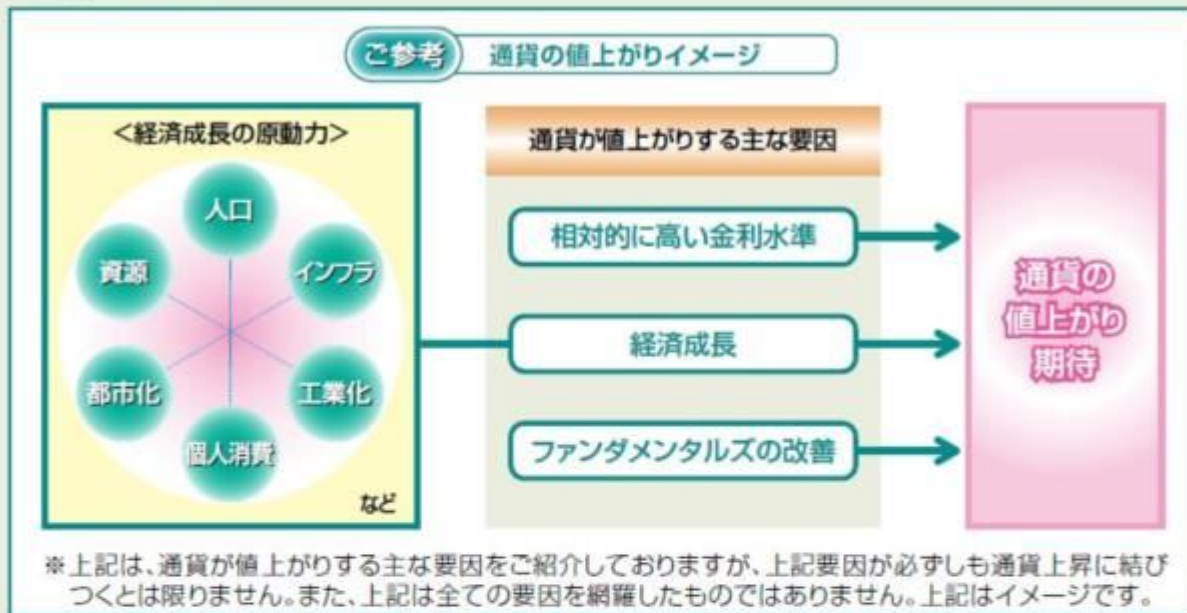 ご参考 通貨の値上がりイメージ
<経済成長の原動力>
人口
資源
インフラ
都市化
工業化
個人消費
など
通貨が値上がりする主な要因
相対的に高い金利水準
経済成長
ファンダメンタルズの改善
通貨の
値上がり
期待
※上記は、通貨が値上がりする主な要因をご紹介しておりますが、上記要因が必ずしも通貨上昇に結び
つくとは限りません。また、上記は全ての要因を網羅したものではありません。上記はイメージです。